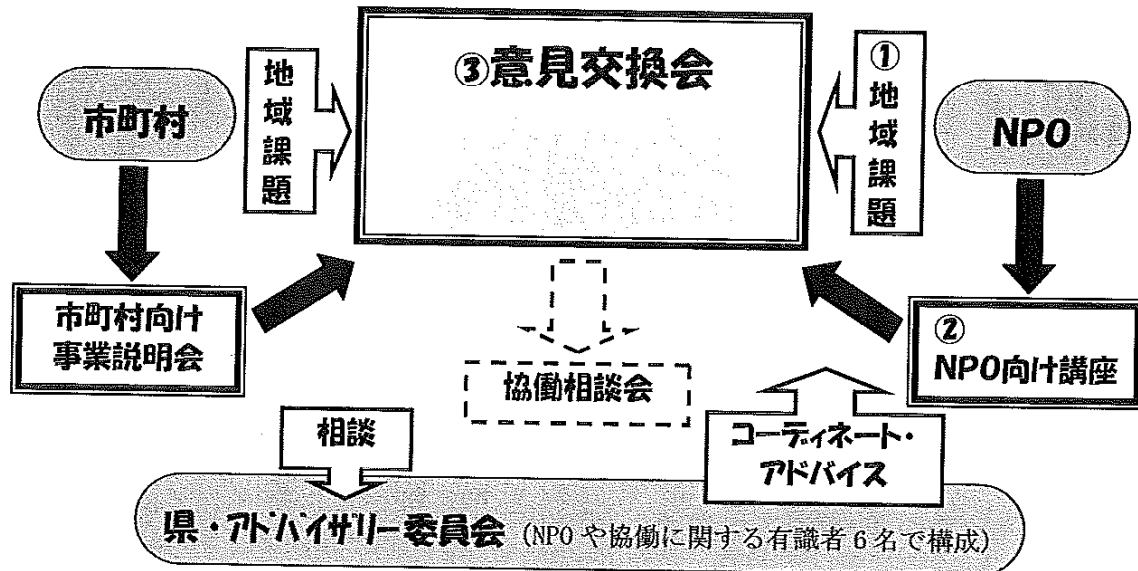 ③意見交換会
市町村
地域課題
①地域課題
NPO
市町村向け
事業説明会
②
NPO向け講座
協働相談会
相談
コーディネート・
アドバイス
県・アドバイザリー委員会（NPOや協働に関する有識者6名で構成）